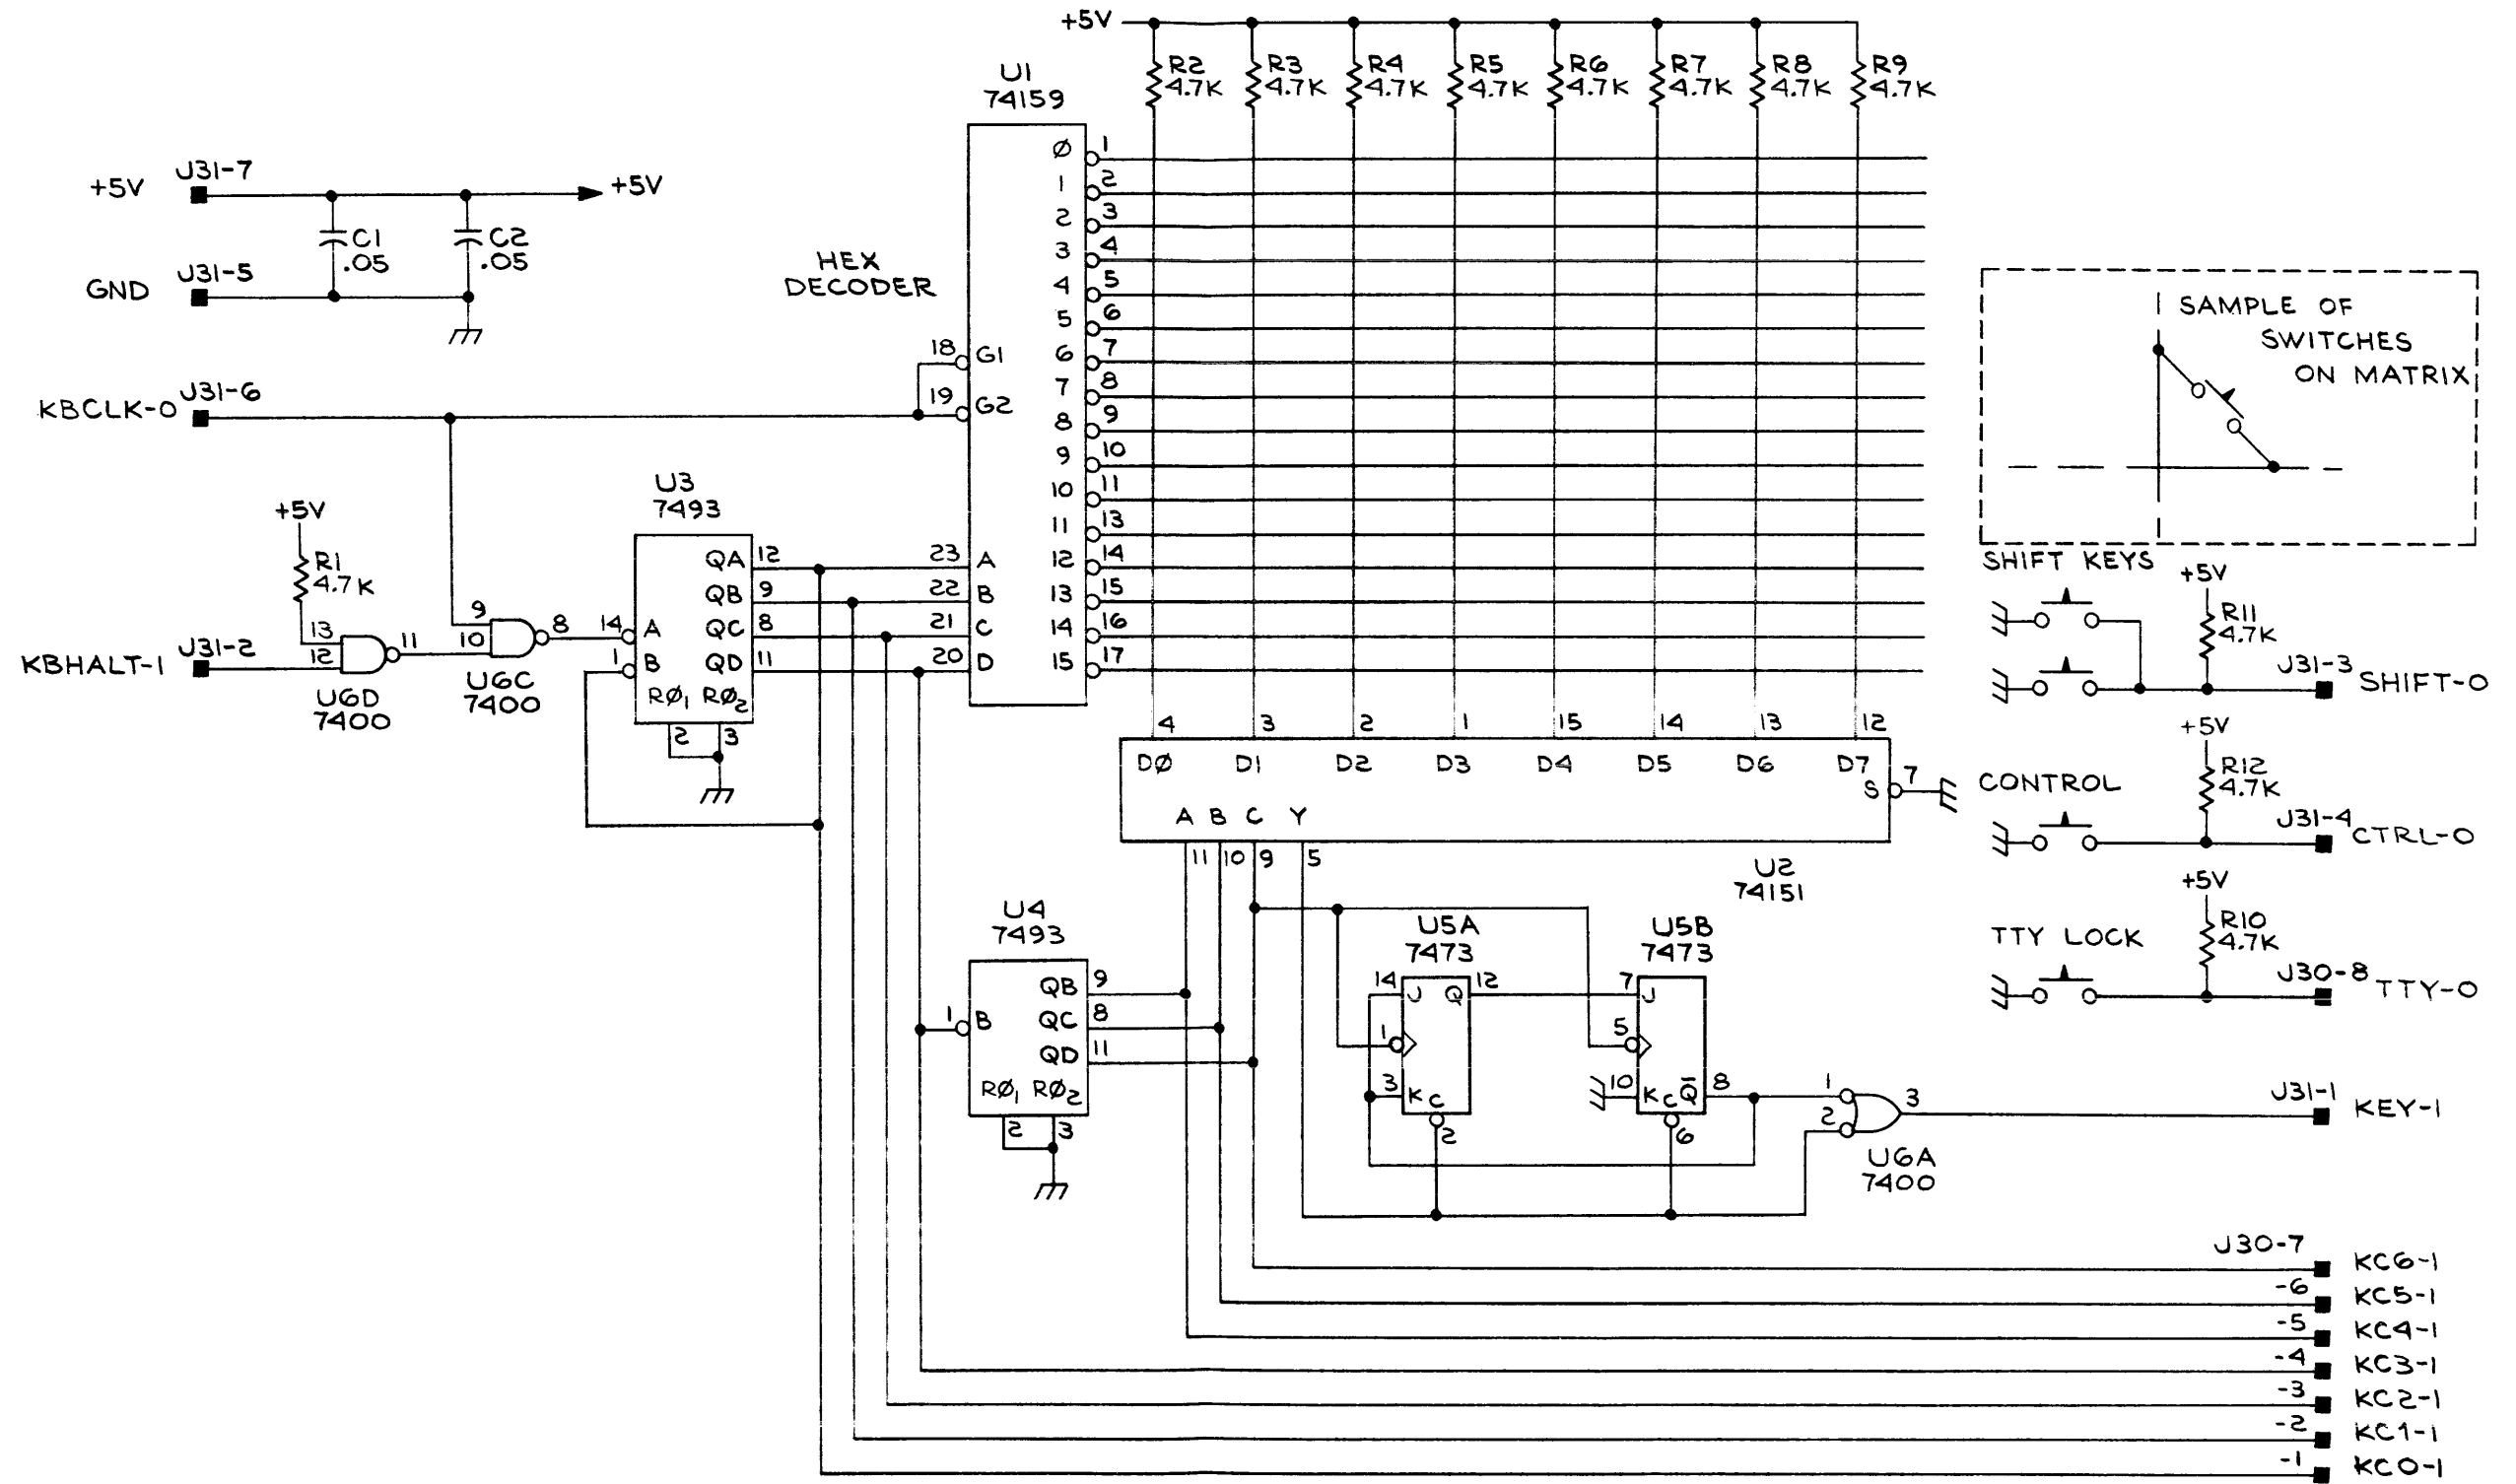 +5V
R2 R3 R4 R5 R6 R7 R8 R9
4.7K 4.7K 4.7K 4.7K 4.7K 4.7K 4.7K 4.7K
U1
74159
HEX
DECODER
Ø 1
1 2
2 3
3 4
4 5
5 6
6 7
7 8
8 9
9 10
10 11
11 13
12 14
13 15
14 16
15 17
18 G1
19 G2
23 A
22 B
21 C
20 D
+5V J31-7 +5V
C1
.05
C2
.05
GND J31-5
KBCLK-0 J31-6
+5V
R1
4.7K
KBHALT-1 J31-2
13
12
11
U6D
7400
9
10
8
U6C
7400
U3
7493
14 A
1 B
QA 12
QB 9
QC 8
QD 11
RØ1 RØ2
2 3
SAMPLE OF
SWITCHES
ON MATRIX
SHIFT KEYS
+5V
R11
4.7K
J31-3 SHIFT-0
+5V
R12
4.7K
CONTROL
J31-4 CTRL-0
+5V
R10
4.7K
TTY LOCK
J30-8 TTY-0
4 3 2 1 15 14 13 12
DØ D1 D2 D3 D4 D5 D6 D7
S 7
A B C Y
11 10 9 5
U2
74151
U4
7493
1 B
QB 9
QC 8
QD 11
RØ1 RØ2
2 3
U5A
7473
14 J Q 12
1
3 K C
2
U5B
7473
7 J
5
10 K C Q̄ 8
6
1
2
3
U6A
7400
J31-1 KEY-1
J30-7 KC6-1
-6 KC5-1
-5 KC4-1
-4 KC3-1
-3 KC2-1
-2 KC1-1
-1 KC0-1